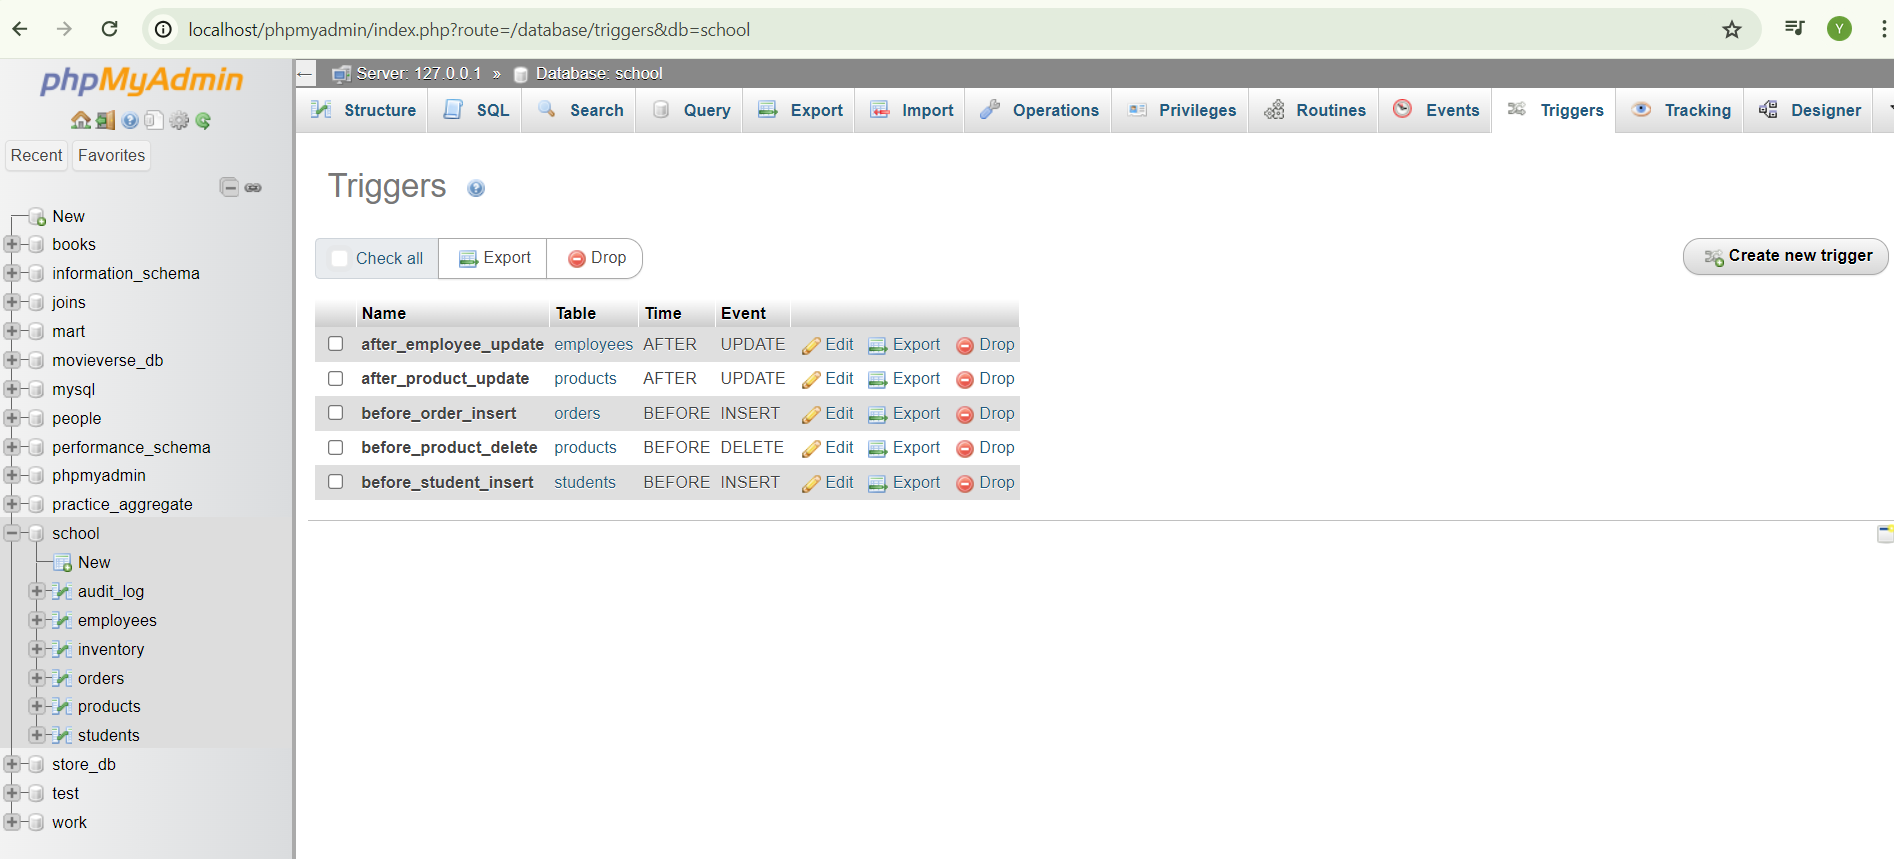 localhost/phpmyadmin/index.php?route=/database/triggers&db=school
Y
phpMyAdmin
Recent Favorites
New
books
information_schema
joins
mart
movieverse_db
mysql
people
performance_schema
phpmyadmin
practice_aggregate
school
New
audit_log
employees
inventory
orders
products
students
store_db
test
work
Server: 127.0.0.1 » Database: school
Structure SQL Search Query Export Import Operations Privileges Routines Events Triggers Tracking Designer
Triggers
Check all Export Drop
Create new trigger
Name Table Time Event
after_employee_update employees AFTER UPDATE Edit Export Drop
after_product_update products AFTER UPDATE Edit Export Drop
before_order_insert orders BEFORE INSERT Edit Export Drop
before_product_delete products BEFORE DELETE Edit Export Drop
before_student_insert students BEFORE INSERT Edit Export Drop